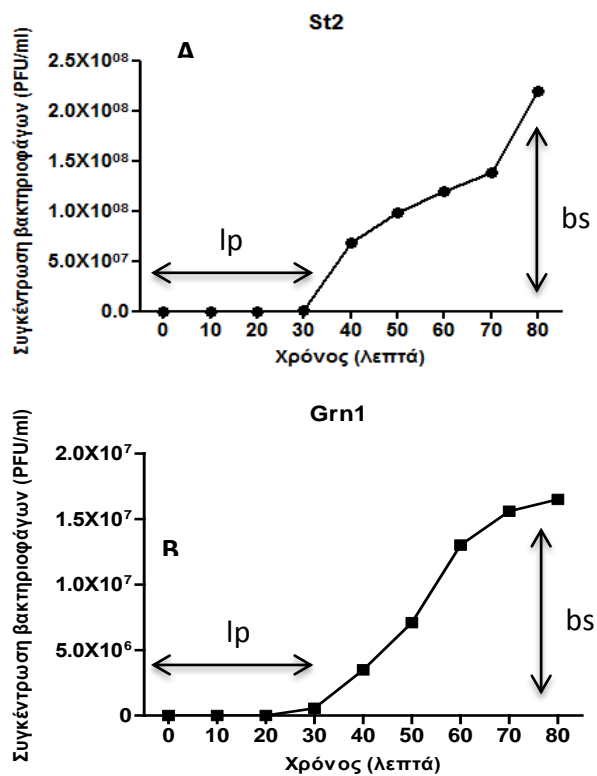 St2
A
Συγκέντρωση βακτηριοφάγων (PFU/ml)
2.5X10⁰⁸
2.0X10⁰⁸
1.5X10⁰⁸
1.0X10⁰⁸
5.0X10⁰⁷
0.0
lp
bs
0 10 20 30 40 50 60 70 80
Χρόνος (λεπτά)
Grn1
B
Συγκέντρωση βακτηριοφάγων (PFU/ml)
2.0X10⁷
1.5X10⁷
1.0X10⁷
5.0X10⁶
0
lp
bs
0 10 20 30 40 50 60 70 80
Χρόνος (λεπτά)